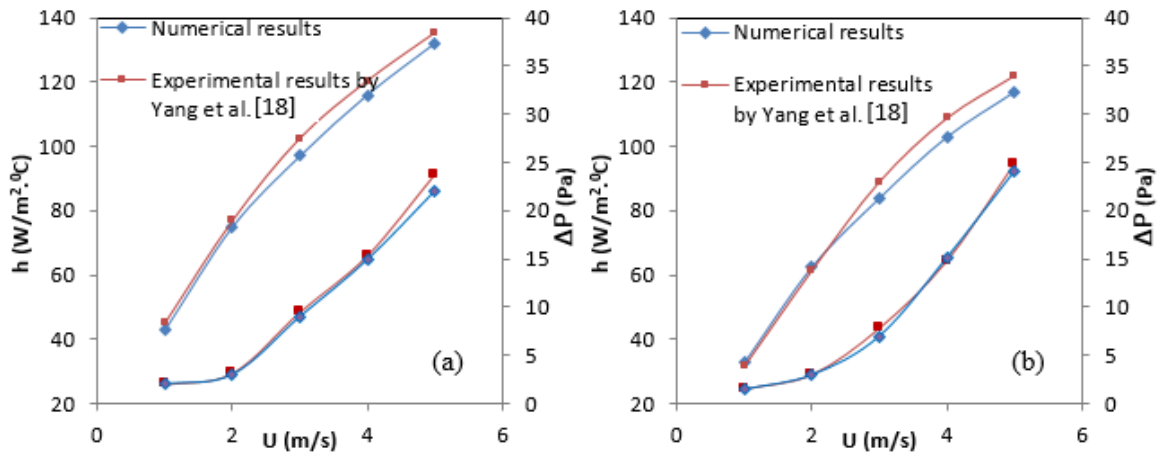 140
120
100
80
60
40
20
h (W/m².⁰C)
Numerical results
Experimental results by
Yang et al. [18]
(a)
0
2
4
6
U (m/s)
40
35
30
25
20
15
10
5
0
ΔP (Pa)
140
120
100
80
60
40
20
h (W/m².⁰C)
Numerical results
Experimental results
by Yang et al. [18]
(b)
0
2
4
6
U (m/s)
40
35
30
25
20
15
10
5
0
ΔP (Pa)